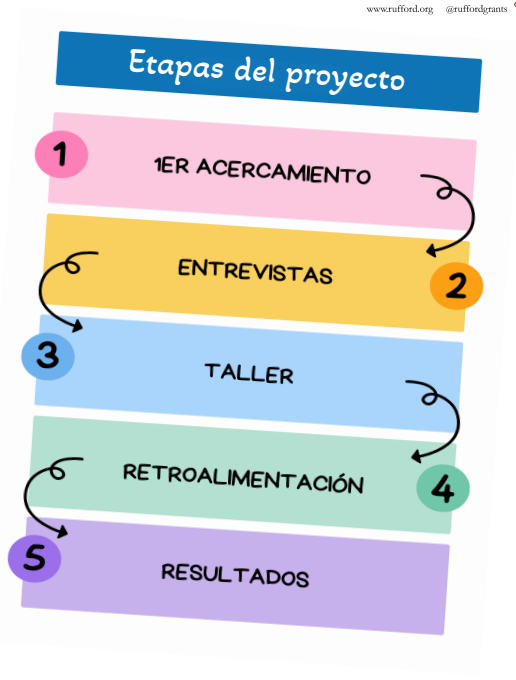 www.rufford.org @ruffordgrants
Etapas del proyecto
1 1ER ACERCAMIENTO
ENTREVISTAS 2
3 TALLER
RETROALIMENTACIÓN 4
5 RESULTADOS